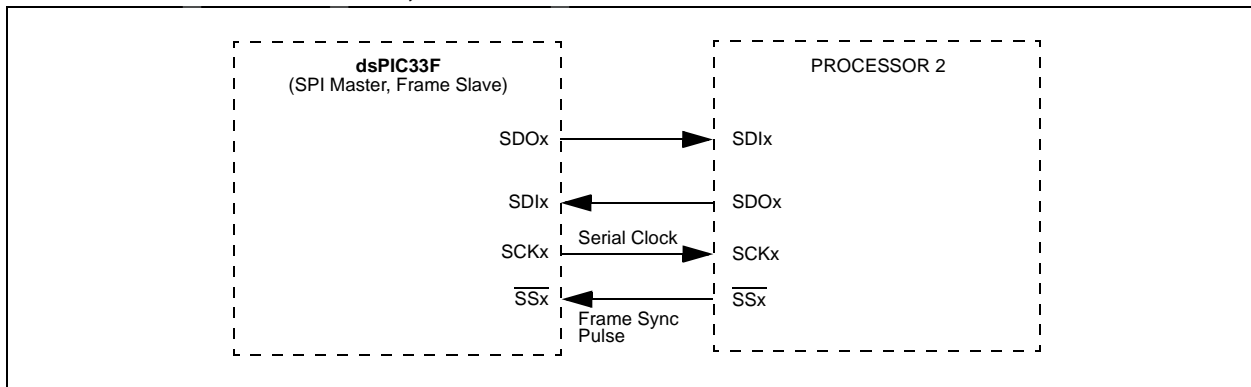 dsPIC33F
(SPI Master, Frame Slave)
PROCESSOR 2
SDOx
SDIx
SDIx
SDOx
Serial Clock
SCKx
SCKx
SSx
SSx
Frame Sync
Pulse